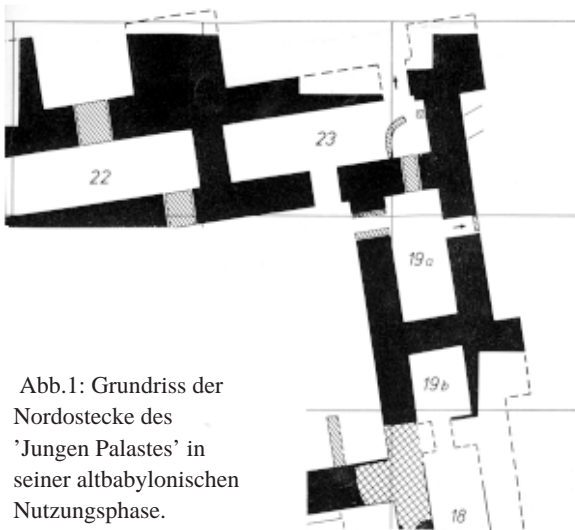 22
23
19a
19b
18
Abb.1: Grundriss der
Nordostecke des
’Jungen Palastes’ in
seiner altbabylonischen
Nutzungsphase.